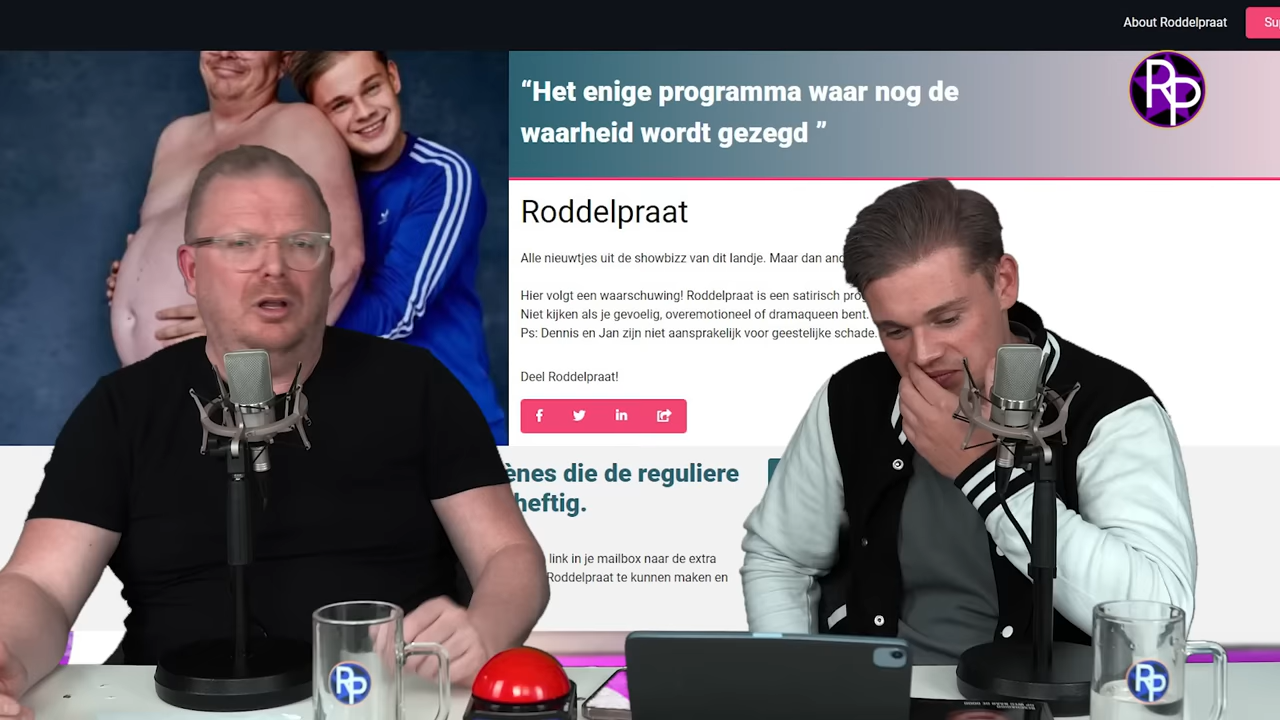 About Roddelpraat
Su
“Het enige programma waar nog de
waarheid wordt gezegd ”
RP
Roddelpraat
Alle nieuwtjes uit de showbizz van dit landje. Maar dan
Hier volgt een waarschuwing! Roddelpraat is een satirisch
Niet kijken als je gevoelig, overemotioneel of dramaqueen bent.
Ps: Dennis en Jan zijn niet aansprakelijk voor geestelijke schade.
Deel Roddelpraat!
ènes die de reguliere
heftig.
link in je mailbox naar de extra
Roddelpraat te kunnen maken en
RP
RP